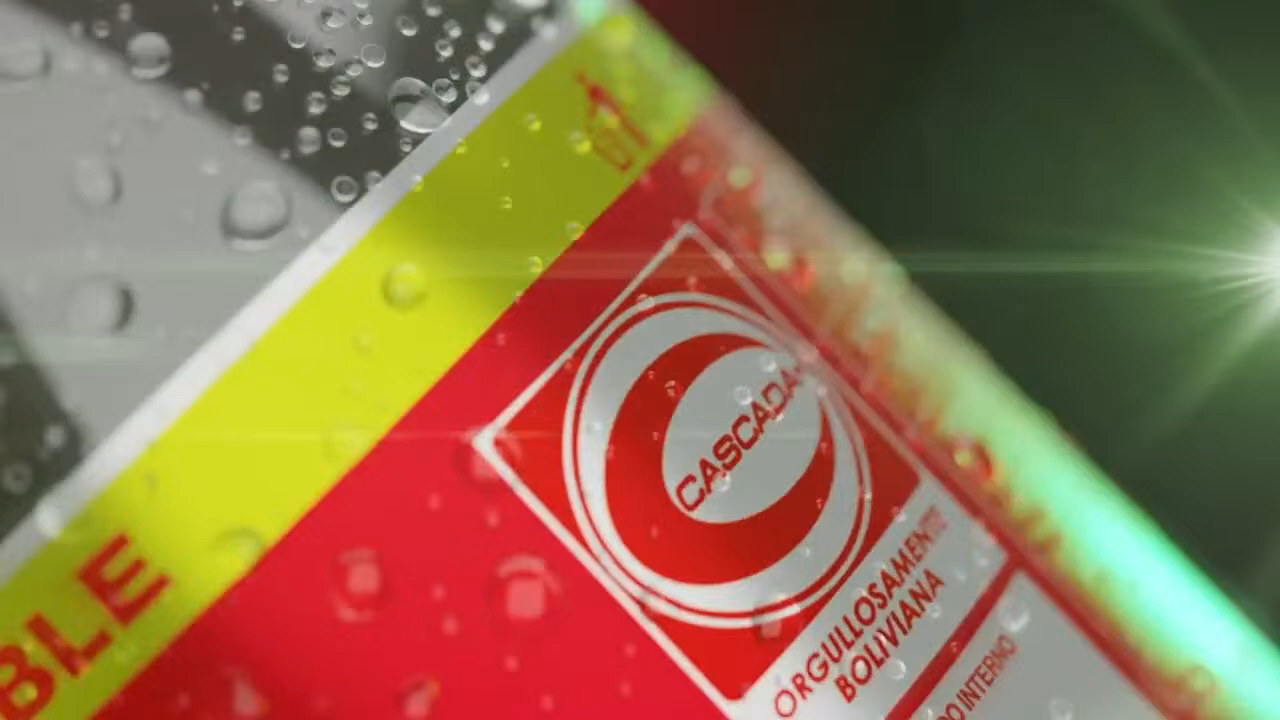 BLE
CASCADA
ORGULLOSAMENTE
BOLIVIANA
DO INTERNO